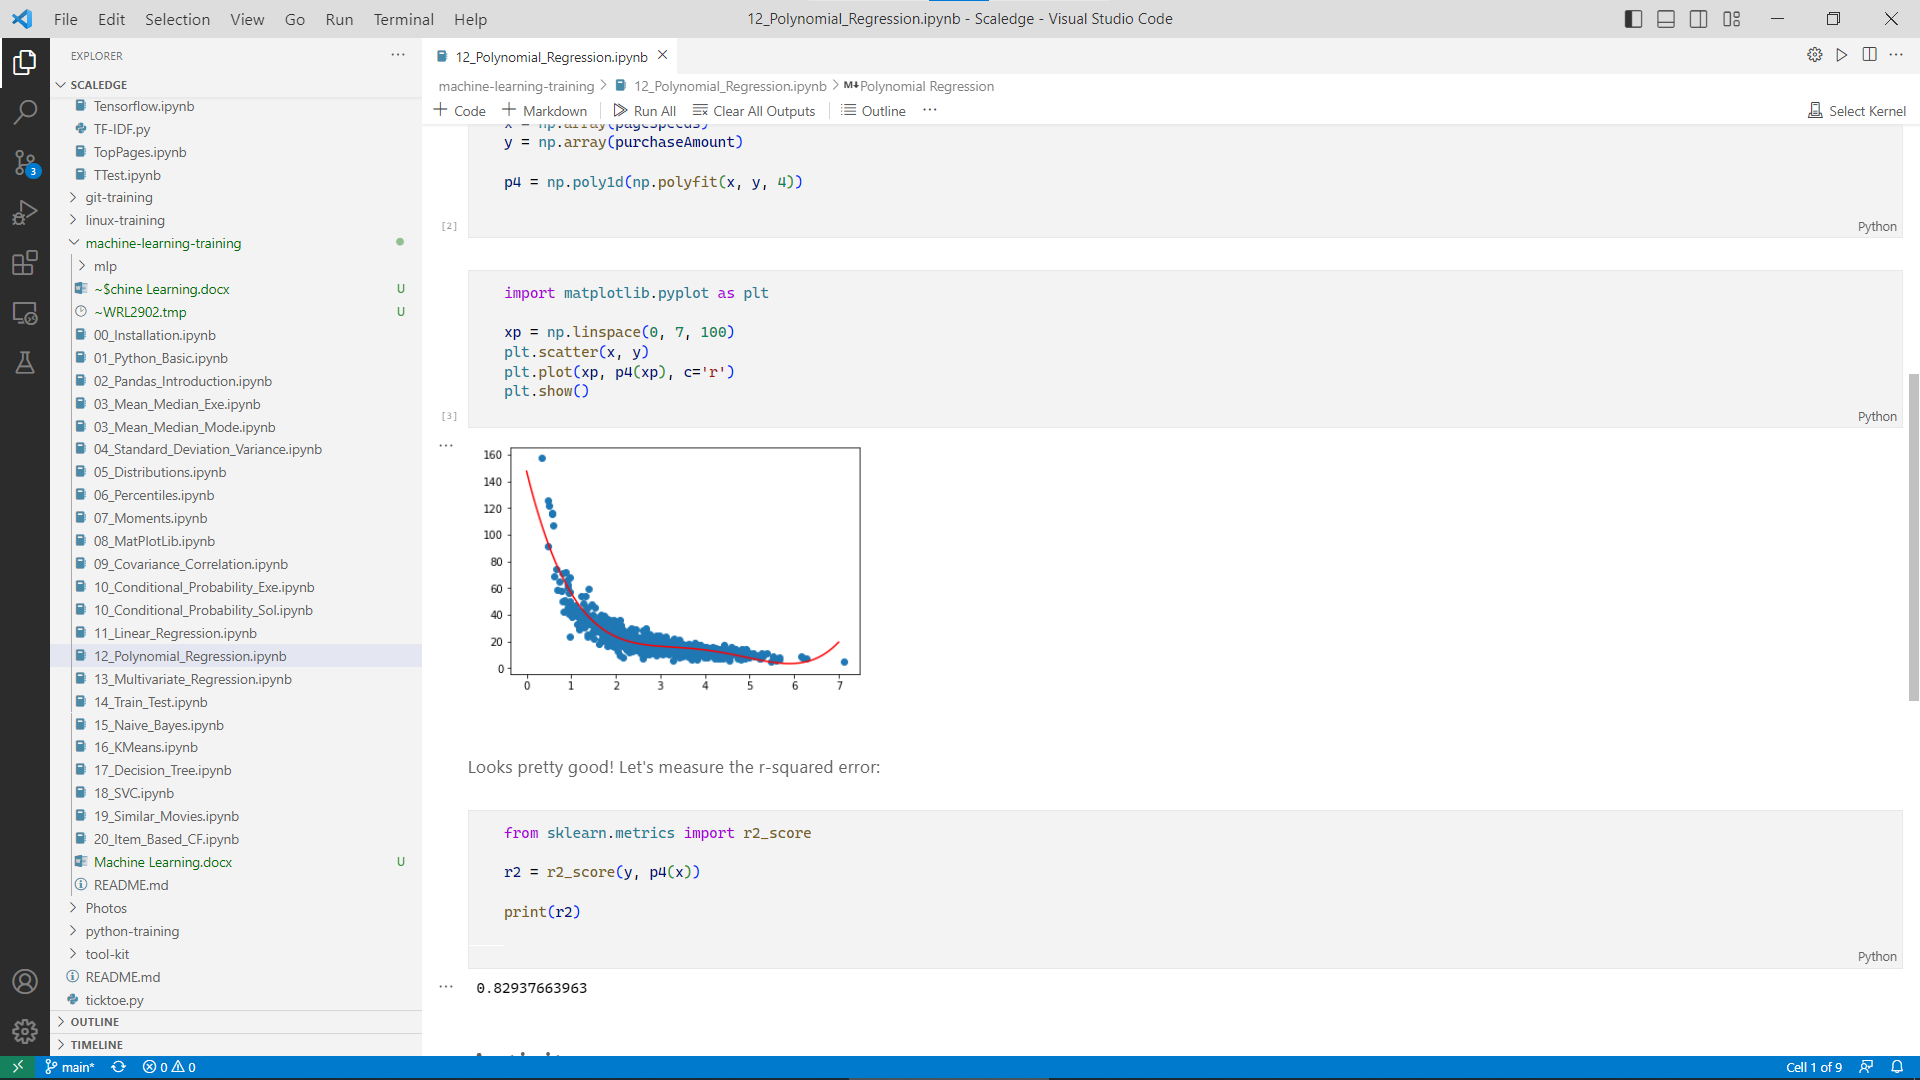 File Edit Selection View Go Run Terminal Help
12_Polynomial_Regression.ipynb - Scaledge - Visual Studio Code
EXPLORER
SCALEDGE
Tensorflow.ipynb
TF-IDF.py
TopPages.ipynb
TTest.ipynb
git-training
linux-training
machine-learning-training
mlp
~$chine Learning.docx U
~WRL2902.tmp U
00_Installation.ipynb
01_Python_Basic.ipynb
02_Pandas_Introduction.ipynb
03_Mean_Median_Exe.ipynb
03_Mean_Median_Mode.ipynb
04_Standard_Deviation_Variance.ipynb
05_Distributions.ipynb
06_Percentiles.ipynb
07_Moments.ipynb
08_MatPlotLib.ipynb
09_Covariance_Correlation.ipynb
10_Conditional_Probability_Exe.ipynb
10_Conditional_Probability_Sol.ipynb
11_Linear_Regression.ipynb
12_Polynomial_Regression.ipynb
13_Multivariate_Regression.ipynb
14_Train_Test.ipynb
15_Naive_Bayes.ipynb
16_KMeans.ipynb
17_Decision_Tree.ipynb
18_SVC.ipynb
19_Similar_Movies.ipynb
20_Item_Based_CF.ipynb
Machine Learning.docx U
README.md
Photos
python-training
tool-kit
README.md
ticktoe.py
OUTLINE
TIMELINE
3
12_Polynomial_Regression.ipynb
machine-learning-training > 12_Polynomial_Regression.ipynb > M↓Polynomial Regression
+ Code + Markdown Run All Clear All Outputs Outline ... Select Kernel
x = np.array(pageSpeeds)
y = np.array(purchaseAmount)
p4 = np.poly1d(np.polyfit(x, y, 4))
[2] Python
import matplotlib.pyplot as plt
xp = np.linspace(0, 7, 100)
plt.scatter(x, y)
plt.plot(xp, p4(xp), c='r')
plt.show()
[3] Python
160
140
120
100
80
60
40
20
0
0 1 2 3 4 5 6 7
Looks pretty good! Let's measure the r-squared error:
from sklearn.metrics import r2_score
r2 = r2_score(y, p4(x))
print(r2)
Python
0.82937663963
main* 0 0 Cell 1 of 9